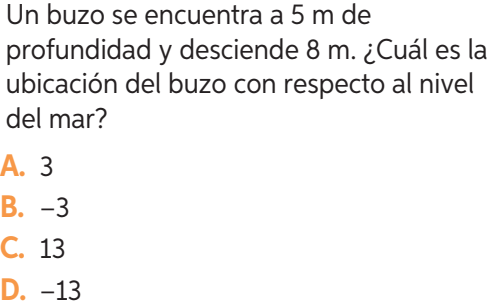 Un buzo se encuentra a 5 m de
profundidad y desciende 8 m. ¿Cuál es la
ubicación del buzo con respecto al nivel
del mar?
A. 3
B. –3
C. 13
D. –13